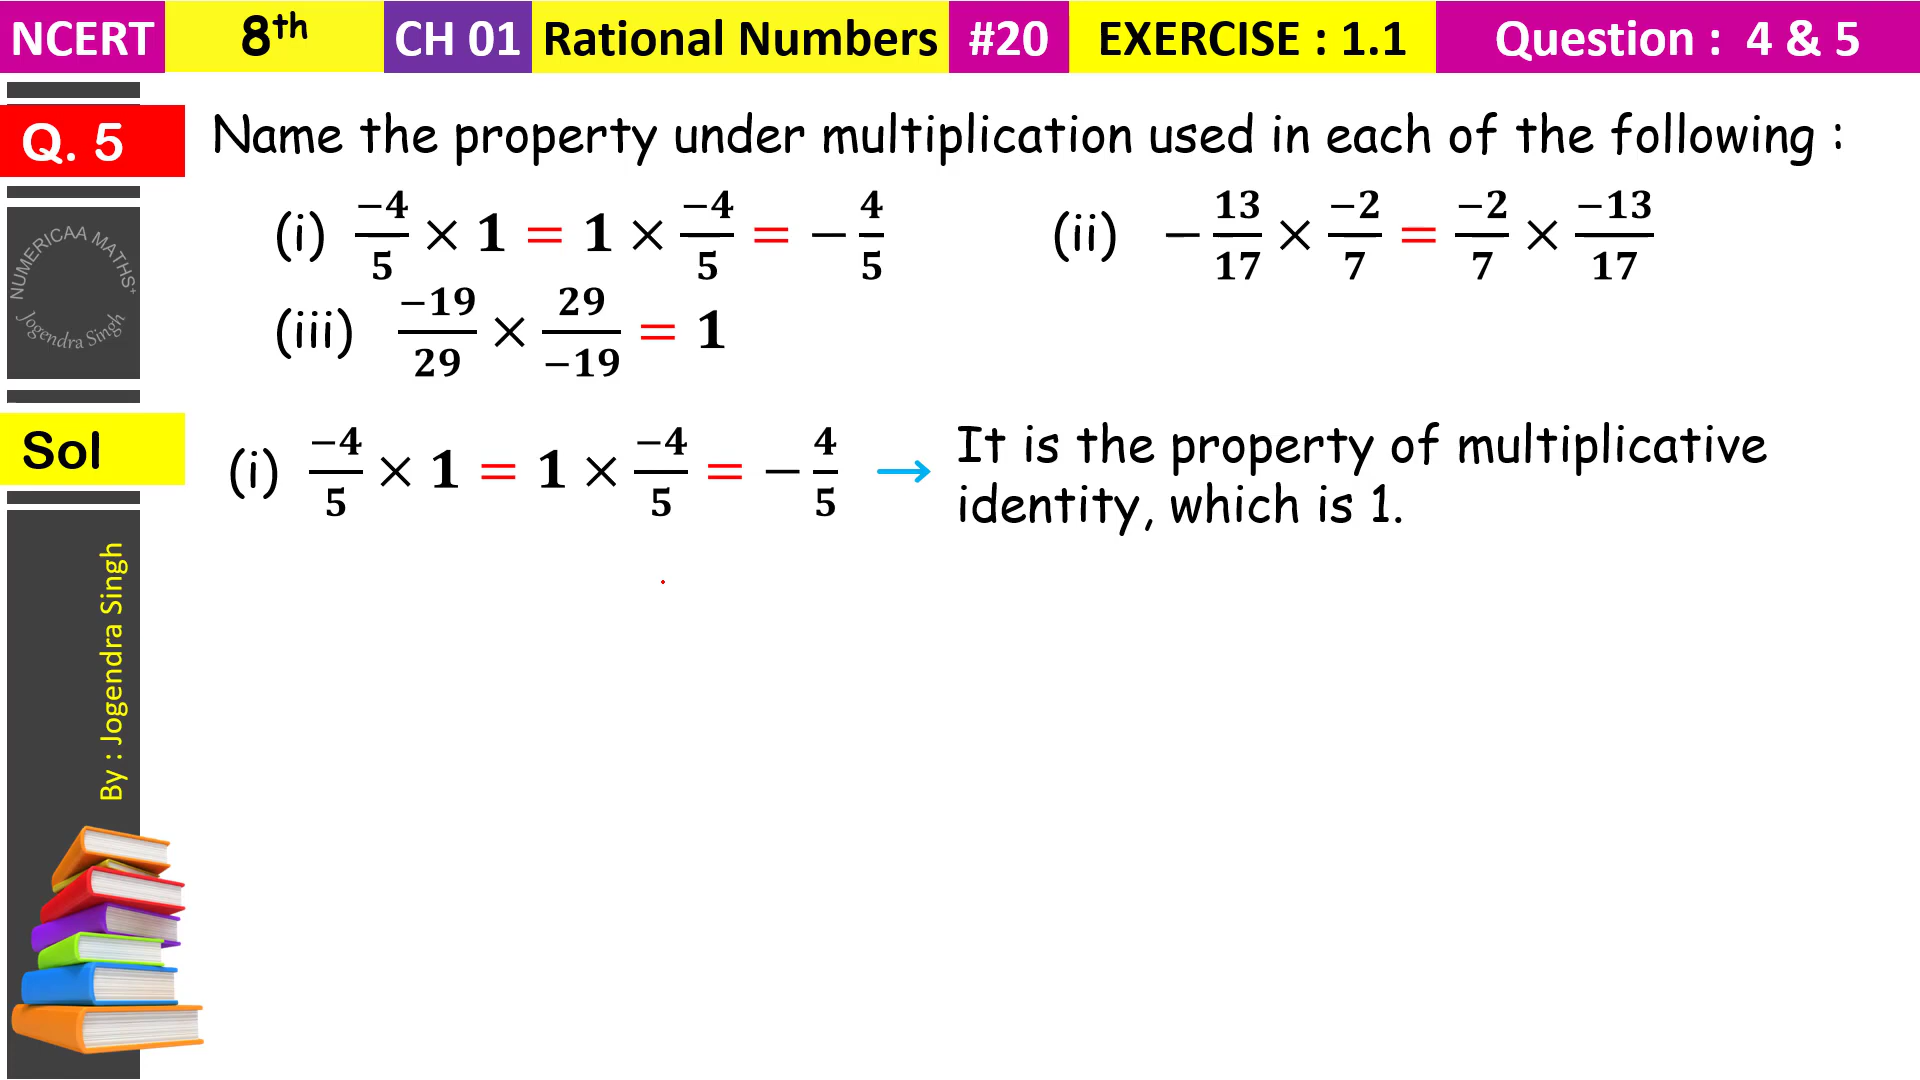 NCERT 8th CH 01 Rational Numbers #20 EXERCISE : 1.1 Question : 4 & 5
Q. 5 Name the property under multiplication used in each of the following :
(i) −4/5 × 1 = 1 × −4/5 = −4/5 (ii) −13/17 × −2/7 = −2/7 × −13/17
(iii) −19/29 × 29/−19 = 1
NUMERICAA MATHS+
Jogendra Singh
Sol (i) −4/5 × 1 = 1 × −4/5 = −4/5 → It is the property of multiplicative
identity, which is 1.
By : Jogendra Singh